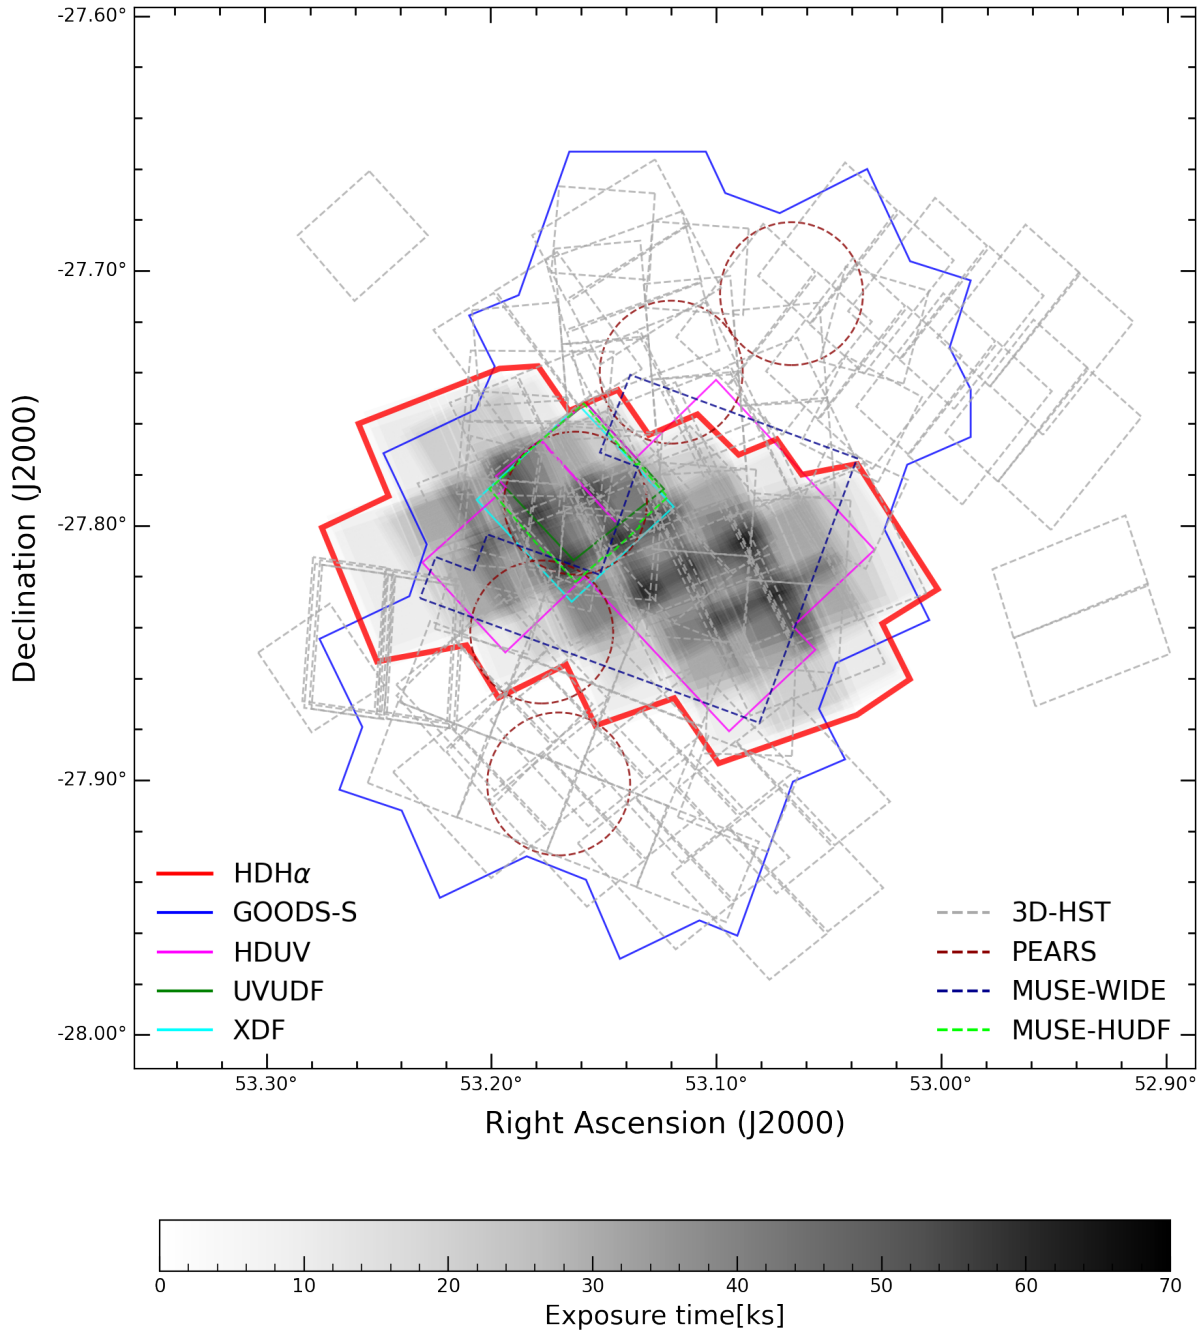 -27.60°
-27.70°
-27.80°
-27.90°
-28.00°
Declination (J2000)
HDHα
GOODS-S
HDUV
UVUDF
XDF
3D-HST
PEARS
MUSE-WIDE
MUSE-HUDF
53.30° 53.20° 53.10° 53.00° 52.90°
Right Ascension (J2000)
0 10 20 30 40 50 60 70
Exposure time[ks]